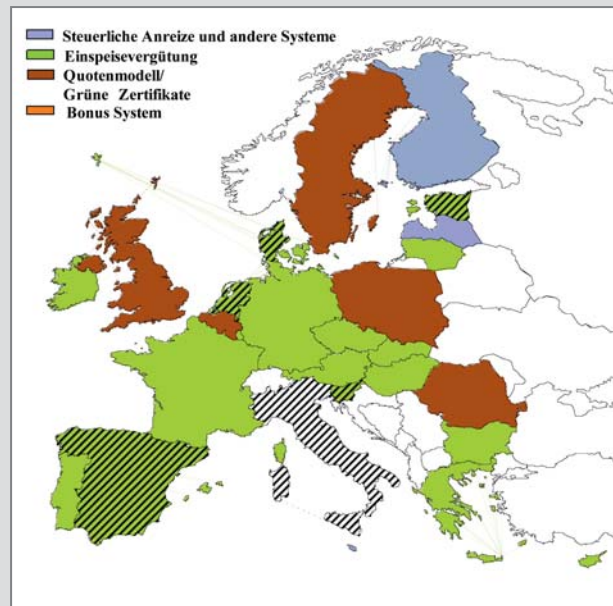 Steuerliche Anreize und andere Systeme
Einspeisevergütung
Quotenmodell/
Grüne Zertifikate
Bonus System